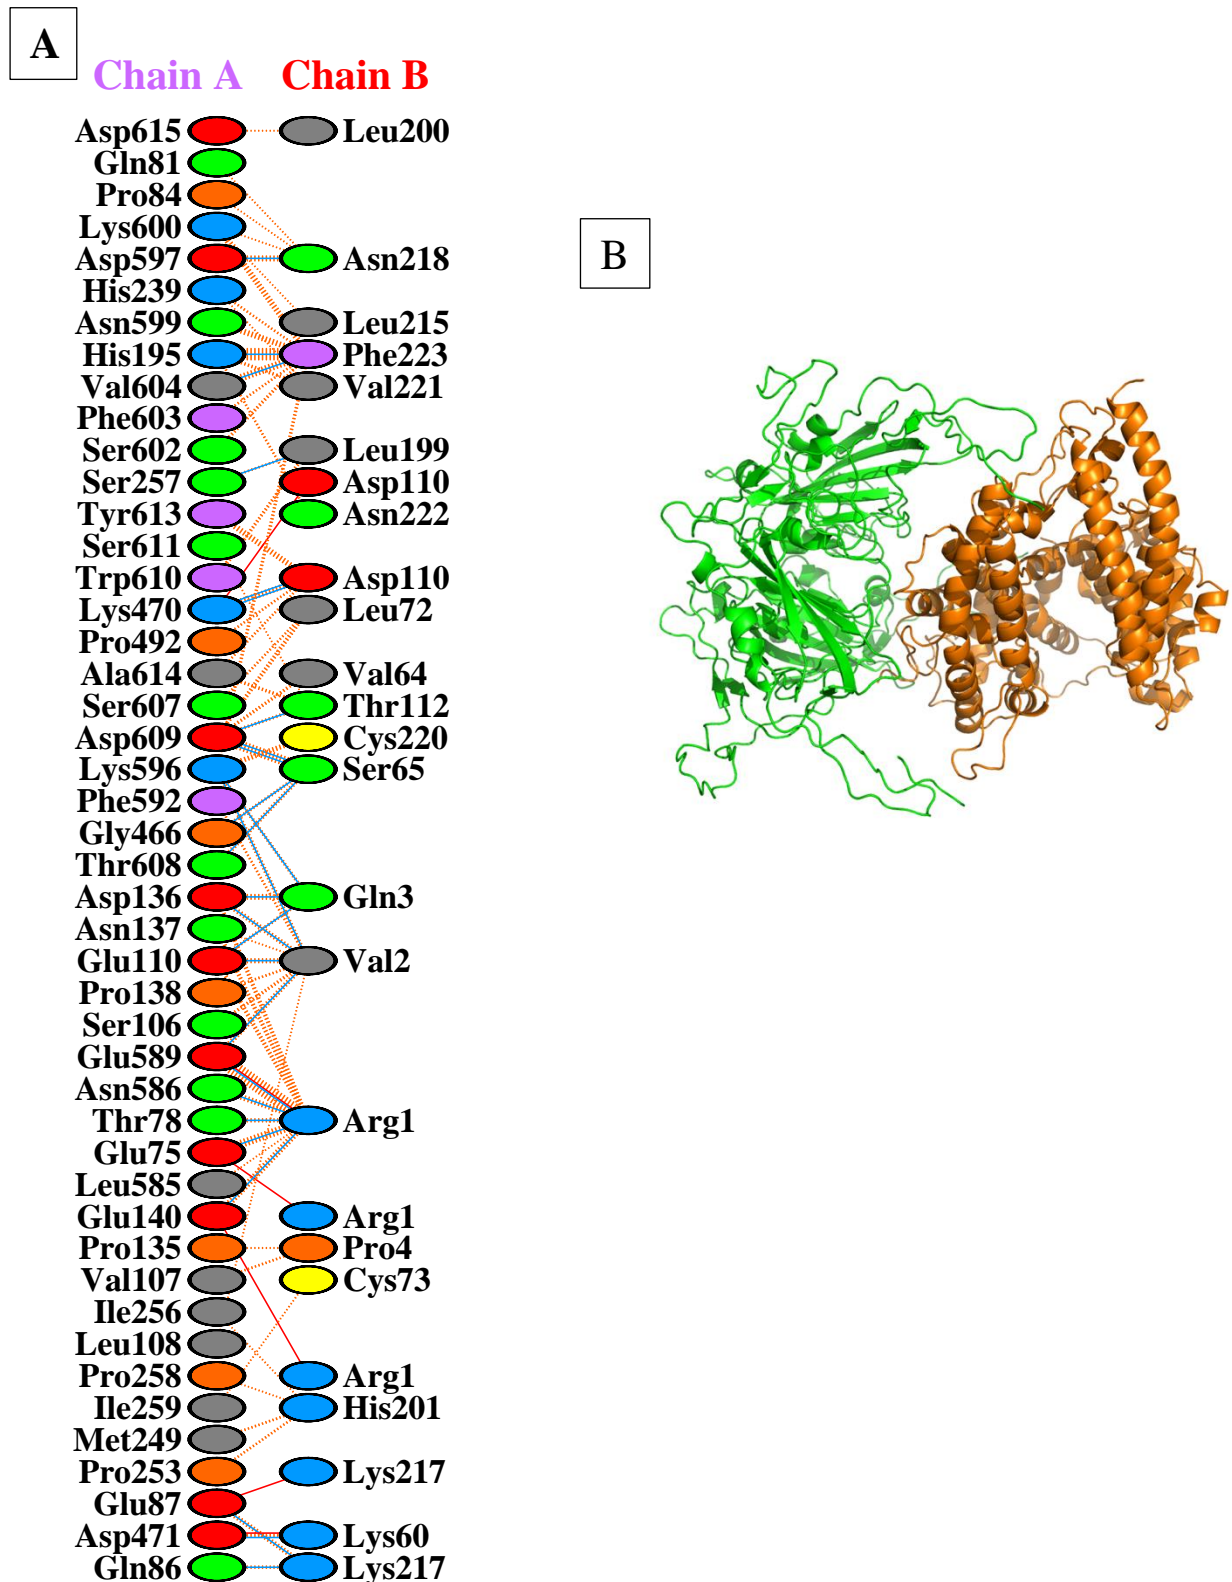 A
Chain A Chain B
Asp615 Leu200
Gln81
Pro84
Lys600
Asp597 Asn218
His239
Asn599 Leu215
His195 Phe223
Val604 Val221
Phe603
Ser602 Leu199
Ser257 Asp110
Tyr613 Asn222
Ser611
Trp610 Asp110
Lys470 Leu72
Pro492
Ala614 Val64
Ser607 Thr112
Asp609 Cys220
Lys596 Ser65
Phe592
Gly466
Thr608
Asp136 Gln3
Asn137
Glu110 Val2
Pro138
Ser106
Glu589
Asn586
Thr78 Arg1
Glu75
Leu585
Glu140 Arg1
Pro135 Pro4
Val107 Cys73
Ile256
Leu108
Pro258 Arg1
Ile259 His201
Met249
Pro253 Lys217
Glu87
Asp471 Lys60
Gln86 Lys217
B